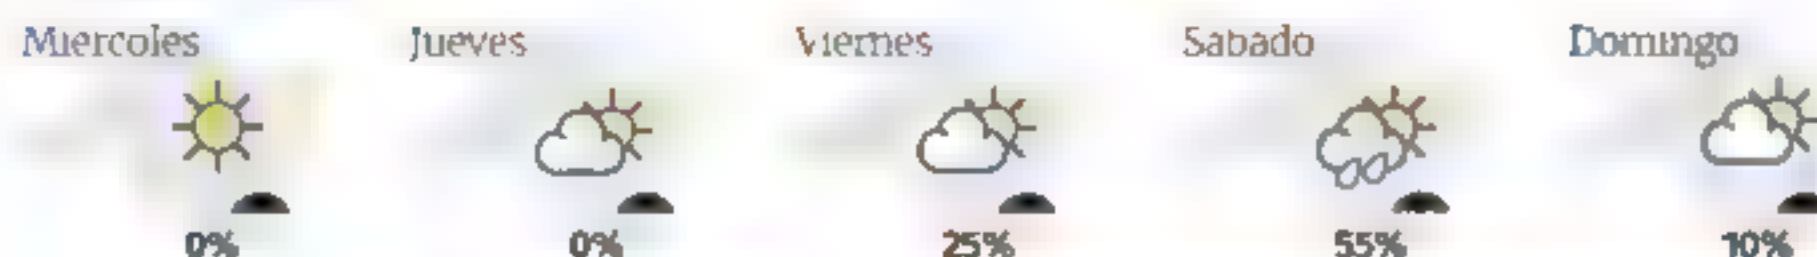 Miercoles Jueves Viernes Sabado Domingo
0% 0% 25% 55% 10%